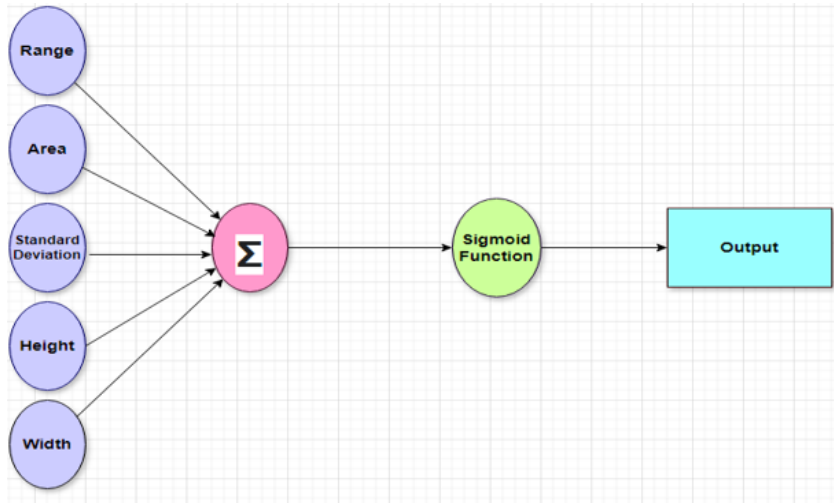 Range
Area
Standard
Deviation
Height
Width
Σ
Sigmoid
Function
Output